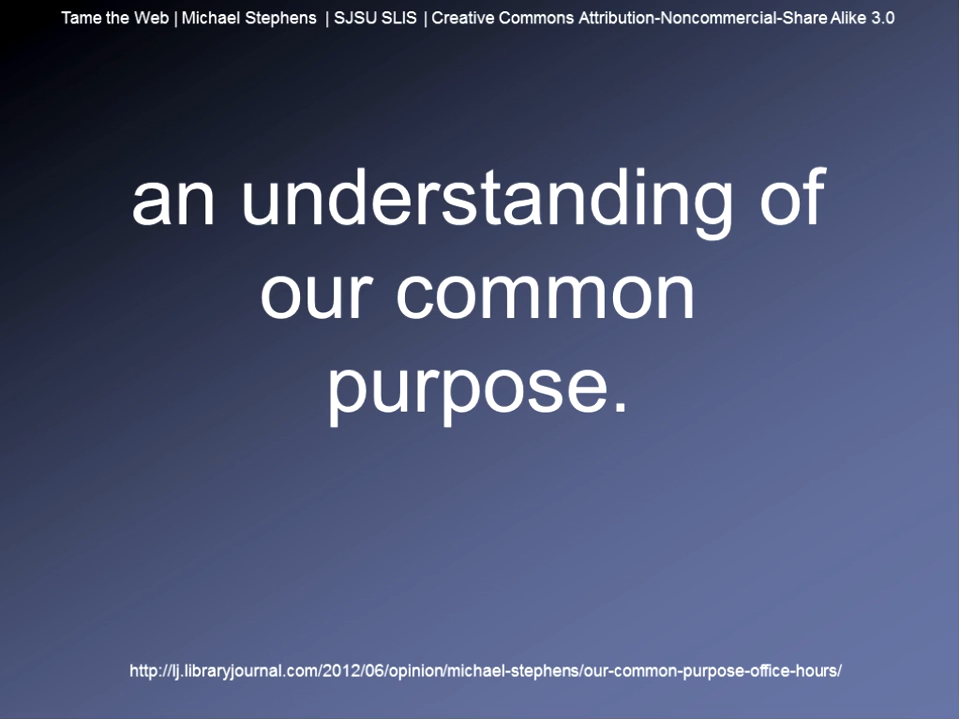 Tame the Web | Michael Stephens | SJSU SLIS | Creative Commons Attribution-Noncommercial-Share Alike 3.0
an understanding of
our common
purpose.
http://lj.libraryjournal.com/2012/06/opinion/michael-stephens/our-common-purpose-office-hours/